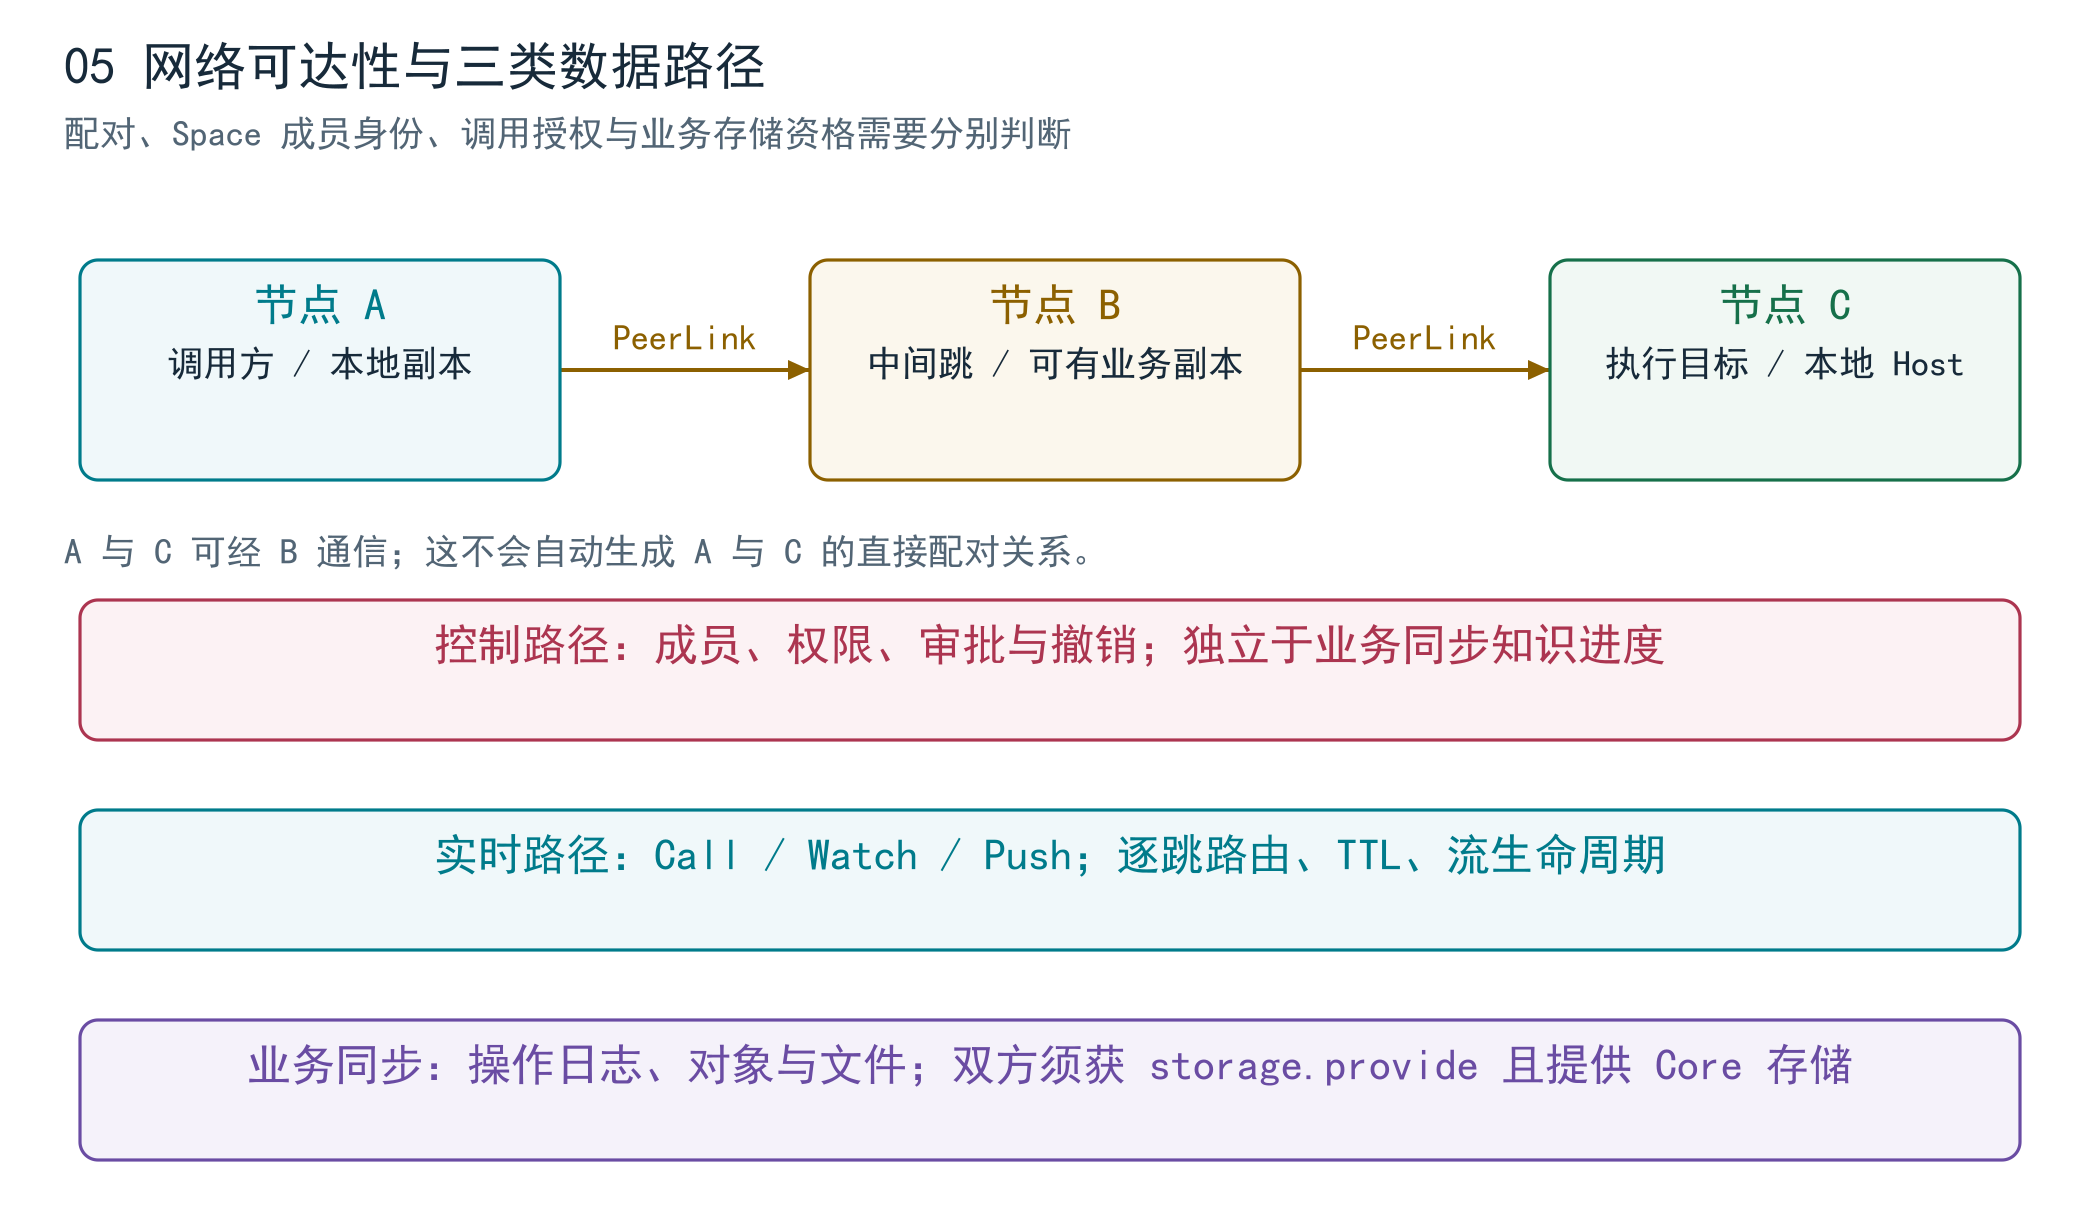 05 网络可达性与三类数据路径
配对、Space 成员身份、调用授权与业务存储资格需要分别判断
节点 A
调用方 / 本地副本
PeerLink
节点 B
中间跳 / 可有业务副本
PeerLink
节点 C
执行目标 / 本地 Host
A 与 C 可经 B 通信；这不会自动生成 A 与 C 的直接配对关系。
控制路径：成员、权限、审批与撤销；独立于业务同步知识进度
实时路径：Call / Watch / Push；逐跳路由、TTL、流生命周期
业务同步：操作日志、对象与文件；双方须获 storage.provide 且提供 Core 存储